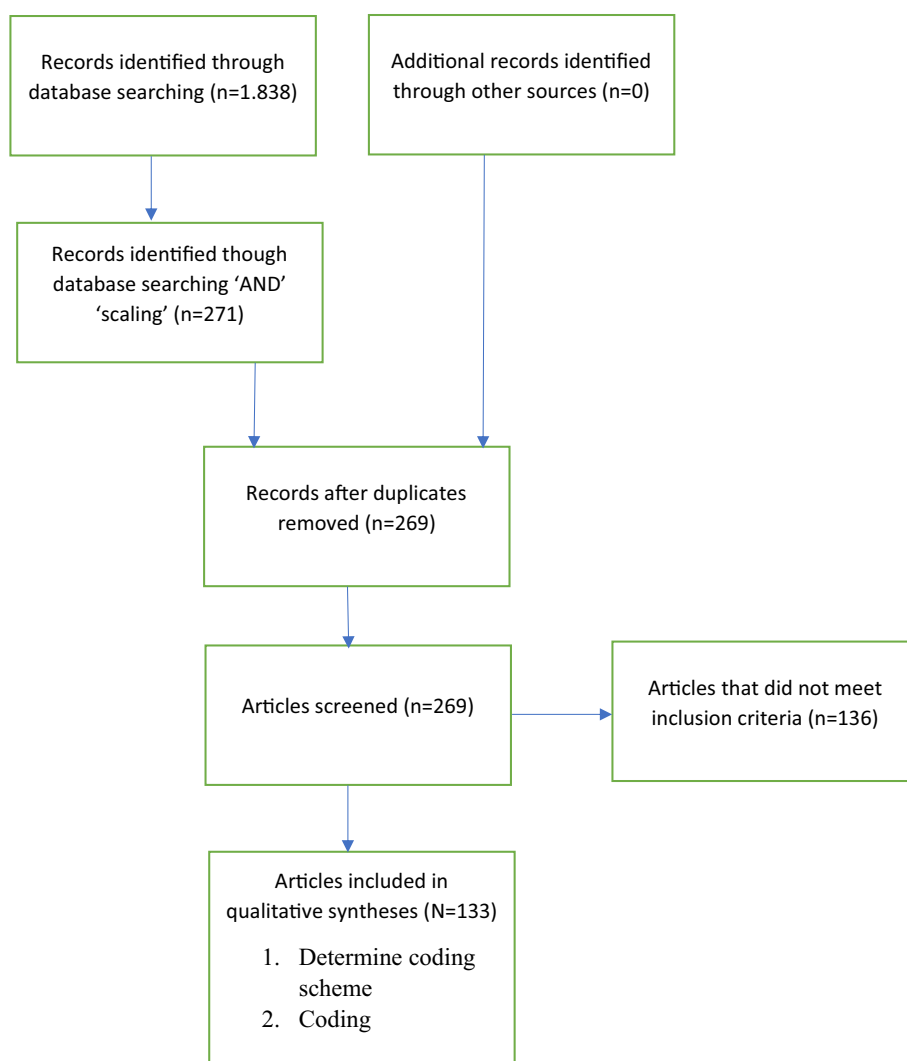 Records identified through
database searching (n=1.838)
Additional records identified
through other sources (n=0)
Records identified though
database searching ‘AND’
‘scaling’ (n=271)
Records after duplicates
removed (n=269)
Articles screened (n=269)
Articles that did not meet
inclusion criteria (n=136)
Articles included in
qualitative syntheses (N=133)
1. Determine coding
scheme
2. Coding